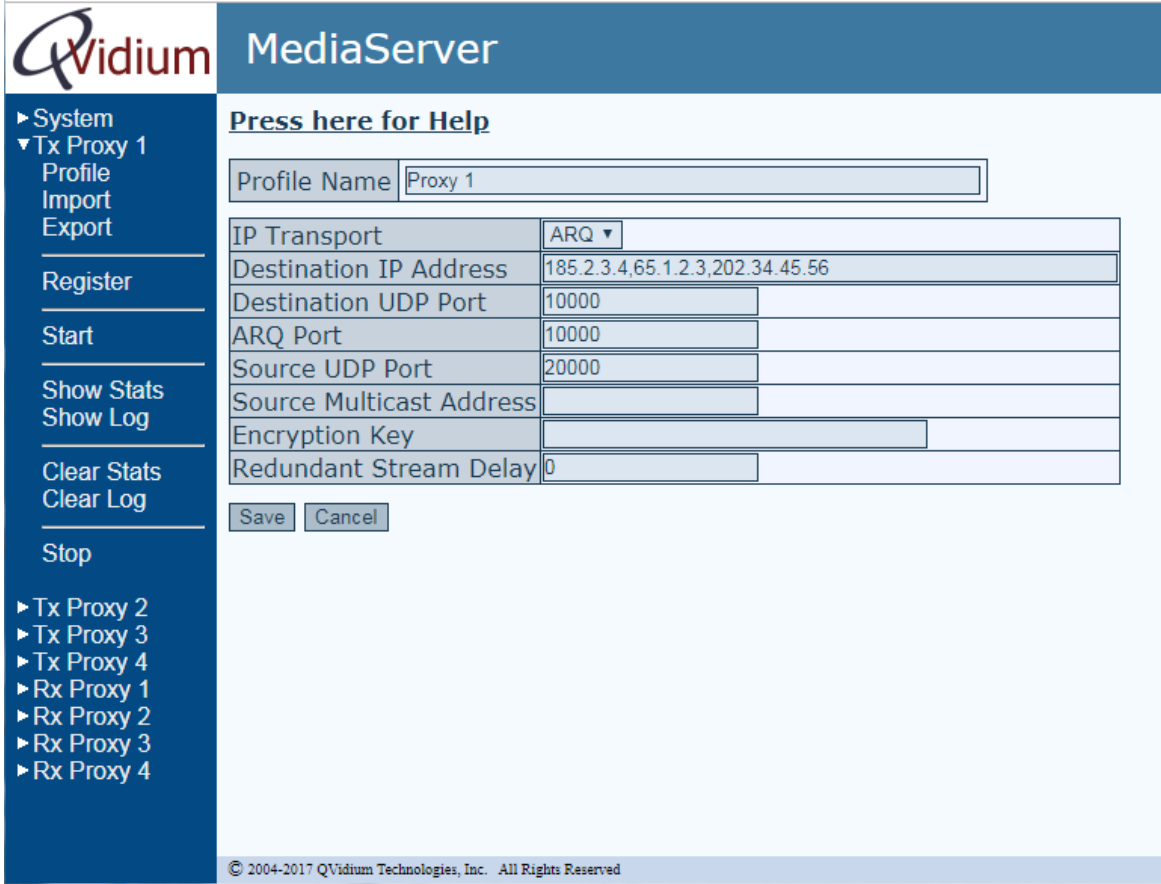 QVidium
MediaServer
System
Tx Proxy 1
Profile
Import
Export
Register
Start
Show Stats
Show Log
Clear Stats
Clear Log
Stop
Tx Proxy 2
Tx Proxy 3
Tx Proxy 4
Rx Proxy 1
Rx Proxy 2
Rx Proxy 3
Rx Proxy 4
Press here for Help
Profile Name Proxy 1
IP Transport ARQ
Destination IP Address 185.2.3.4,65.1.2.3,202.34.45.56
Destination UDP Port 10000
ARQ Port 10000
Source UDP Port 20000
Source Multicast Address
Encryption Key
Redundant Stream Delay 0
Save Cancel
© 2004-2017 QVidium Technologies, Inc. All Rights Reserved